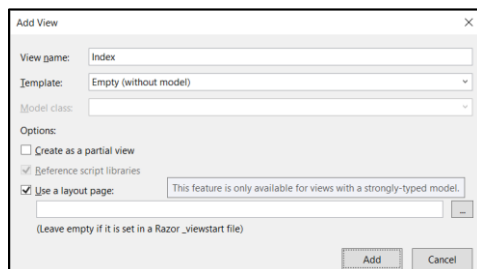 Add View
View name: Index
Template: Empty (without model)
Model class:
Options:
Create as a partial view
Reference script libraries
Use a layout page: This feature is only available for views with a strongly-typed model.
...
(Leave empty if it is set in a Razor _viewstart file)
Add Cancel